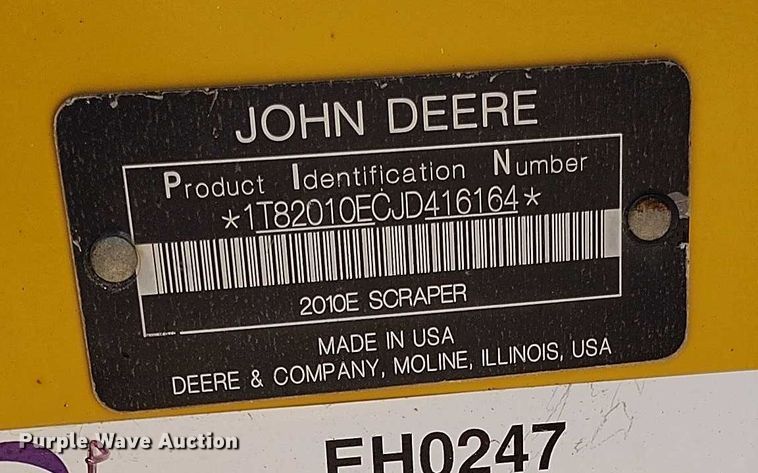 JOHN DEERE
Product Identification Number
*1T82010ECJD416164*
2010E SCRAPER
MADE IN USA
DEERE & COMPANY, MOLINE, ILLINOIS, USA
Purple Wave Auction
EH0247